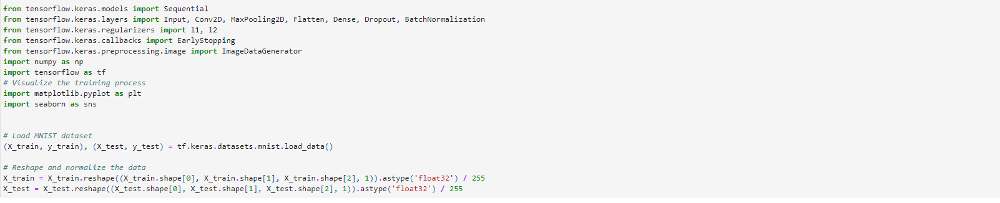 from tensorflow.keras.models import Sequential
from tensorflow.keras.layers import Input, Conv2D, MaxPooling2D, Flatten, Dense, Dropout, BatchNormalization
from tensorflow.keras.regularizers import l1, l2
from tensorflow.keras.callbacks import EarlyStopping
from tensorflow.keras.preprocessing.image import ImageDataGenerator
import numpy as np
import tensorflow as tf
# Visualize the training process
import matplotlib.pyplot as plt
import seaborn as sns
# Load MNIST dataset
(X_train, y_train), (X_test, y_test) = tf.keras.datasets.mnist.load_data()
# Reshape and normalize the data
X_train = X_train.reshape((X_train.shape[0], X_train.shape[1], X_train.shape[2], 1)).astype('float32') / 255
X_test = X_test.reshape((X_test.shape[0], X_test.shape[1], X_test.shape[2], 1)).astype('float32') / 255